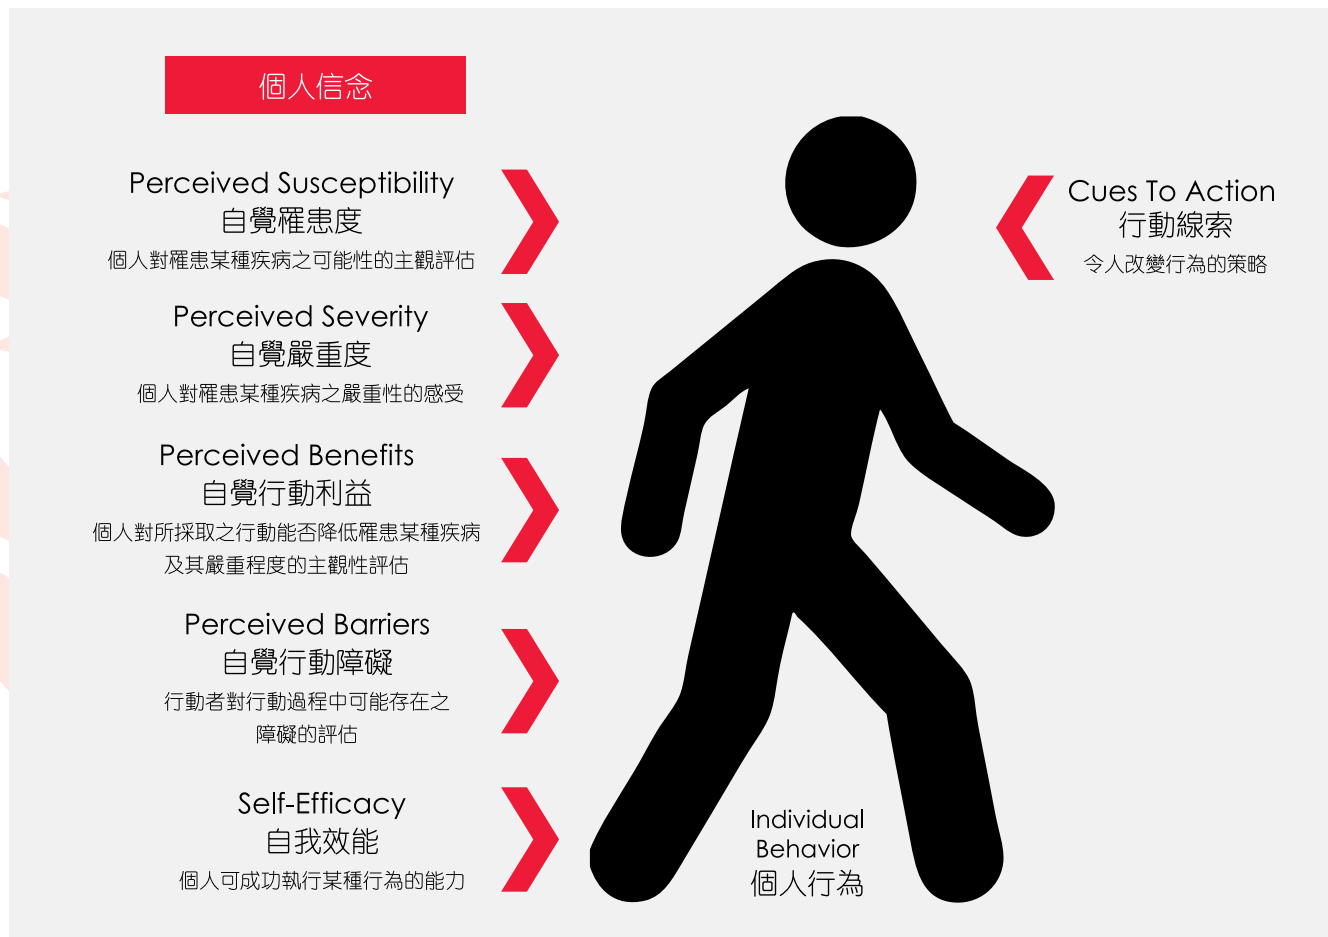 個人信念
Perceived Susceptibility
自覺罹患度
個人對罹患某種疾病之可能性的主觀評估
Perceived Severity
自覺嚴重度
個人對罹患某種疾病之嚴重性的感受
Perceived Benefits
自覺行動利益
個人對所採取之行動能否降低罹患某種疾病
及其嚴重程度的主觀性評估
Perceived Barriers
自覺行動障礙
行動者對行動過程中可能存在之
障礙的評估
Self-Efficacy
自我效能
個人可成功執行某種行為的能力
Cues To Action
行動線索
令人改變行為的策略
Individual
Behavior
個人行為